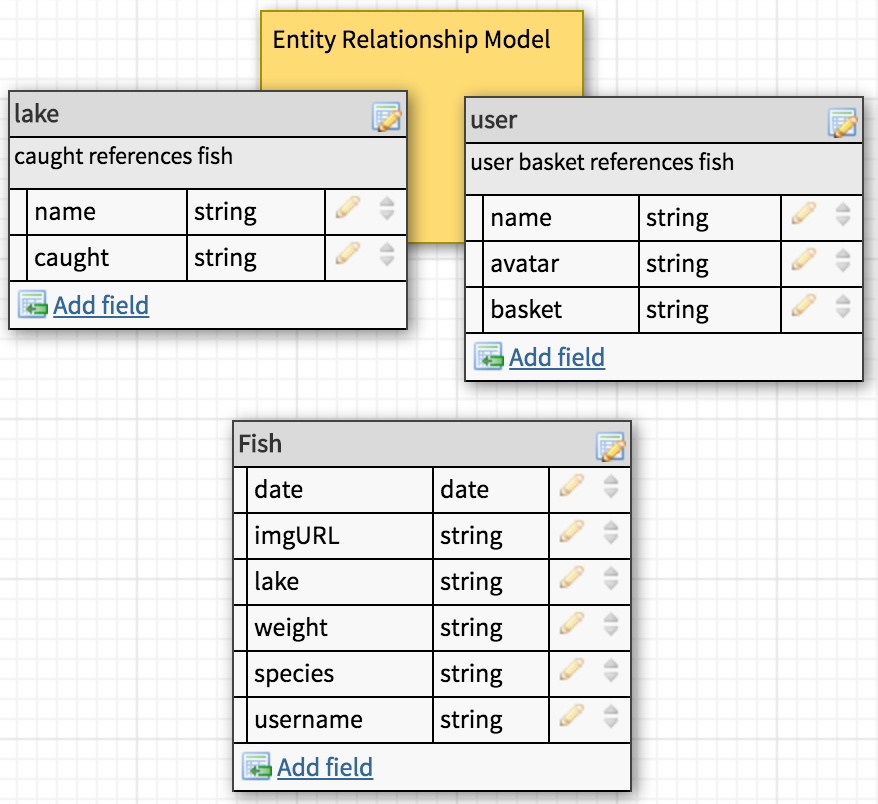 Entity Relationship Model
lake
caught references fish
name string
caught string
Add field
user
user basket references fish
name string
avatar string
basket string
Add field
Fish
date date
imgURL string
lake string
weight string
species string
username string
Add field